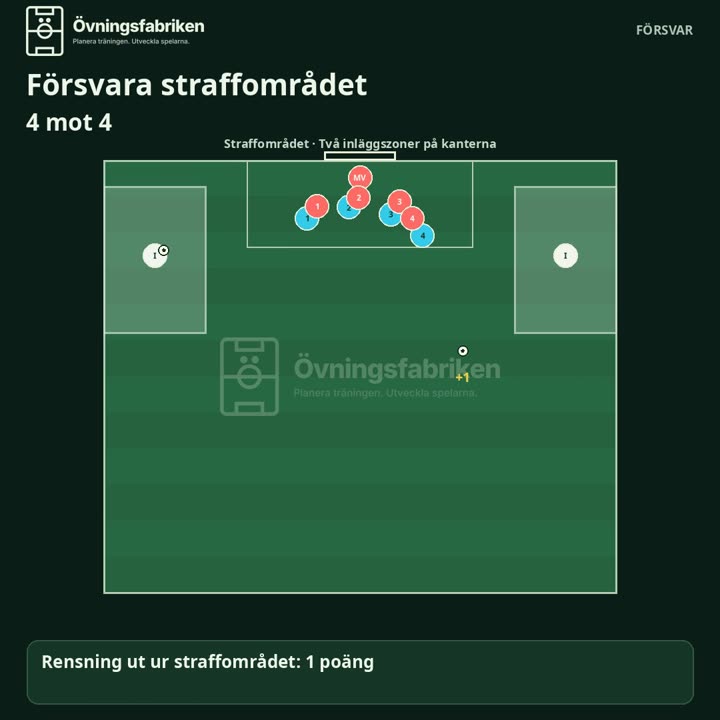 Övningsfabriken
Planera träningen. Utveckla spelarna.
FÖRSVAR
Försvara straffområdet
4 mot 4
Straffområdet · Två inläggszoner på kanterna
MV
2
1
3
2
1
3
4
4
I
I
Övningsfabriken
Planera träningen. Utveckla spelarna.
+1
Rensning ut ur straffområdet: 1 poäng